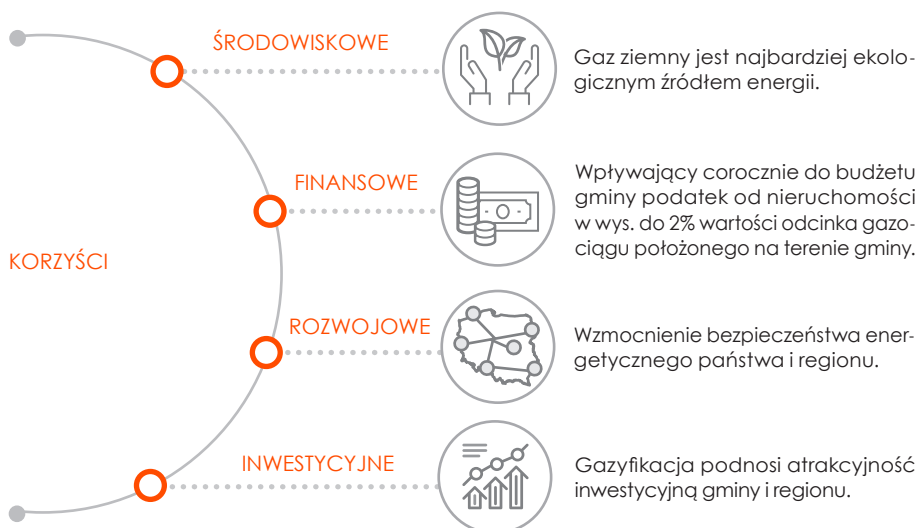 KORZYŚCI
ŚRODOWISKOWE
Gaz ziemny jest najbardziej ekolo-
gicznym źródłem energii.
FINANSOWE
Wpływający corocznie do budżetu
gminy podatek od nieruchomości
w wys. do 2% wartości odcinka gazo-
ciągu położonego na terenie gminy.
ROZWOJOWE
Wzmocnienie bezpieczeństwa ener-
getycznego państwa i regionu.
INWESTYCYJNE
Gazyfikacja podnosi atrakcyjność
inwestycyjną gminy i regionu.